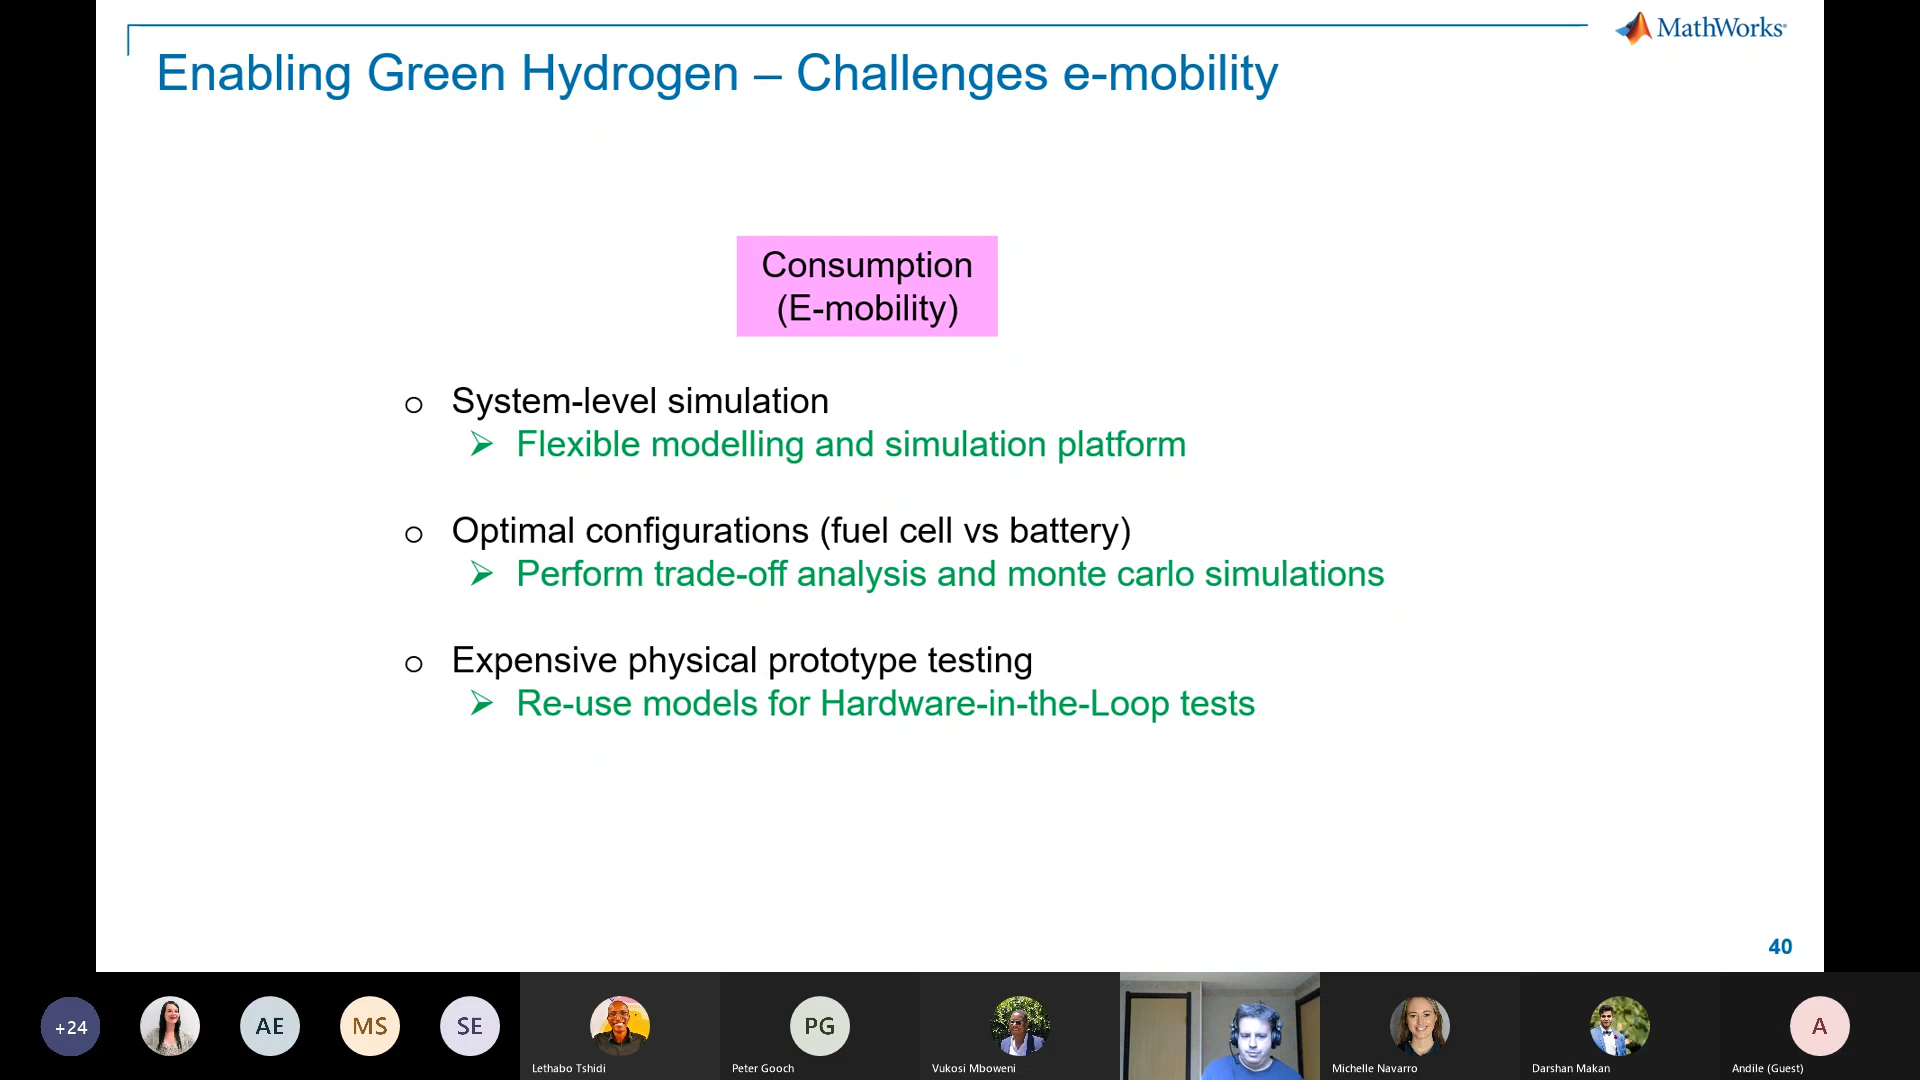 MathWorks®
Enabling Green Hydrogen – Challenges e-mobility
Consumption
(E-mobility)
o System-level simulation
➢ Flexible modelling and simulation platform
o Optimal configurations (fuel cell vs battery)
➢ Perform trade-off analysis and monte carlo simulations
o Expensive physical prototype testing
➢ Re-use models for Hardware-in-the-Loop tests
40
+24
AE
MS
SE
Lethabo Tshidi
PG
Peter Gooch
Vukosi Mboweni
Michelle Navarro
Darshan Makan
A
Andile (Guest)